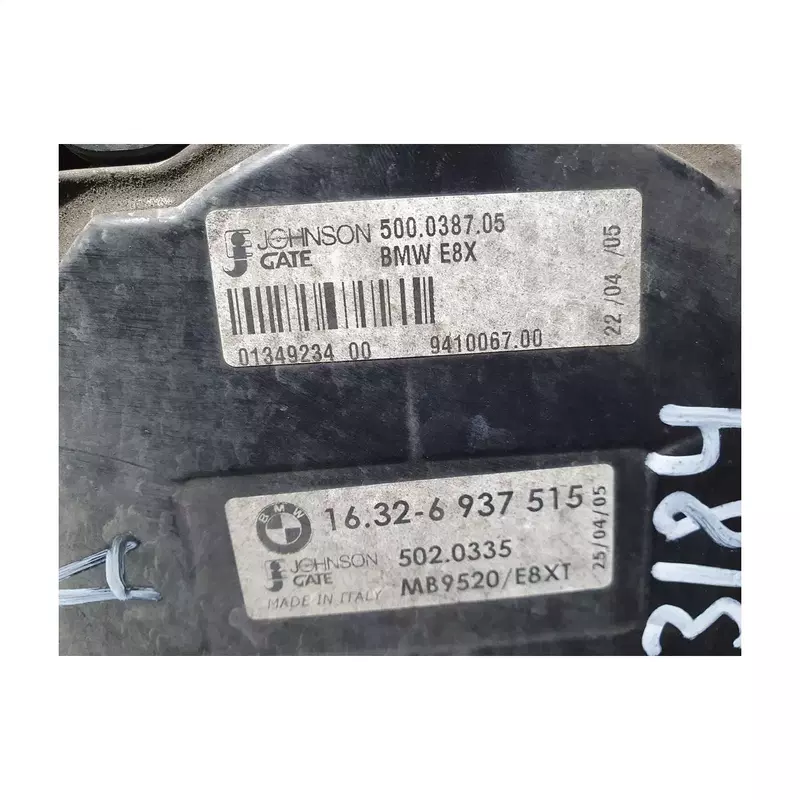 JOHNSON 500.0387.05
GATE BMW E8X
01349234 00 9410067.00
22/04/05
BMW
16.32-6 937 515
JOHNSON 502.0335
GATE MB9520/E8XT
MADE IN ITALY
25/04/05
3184
A